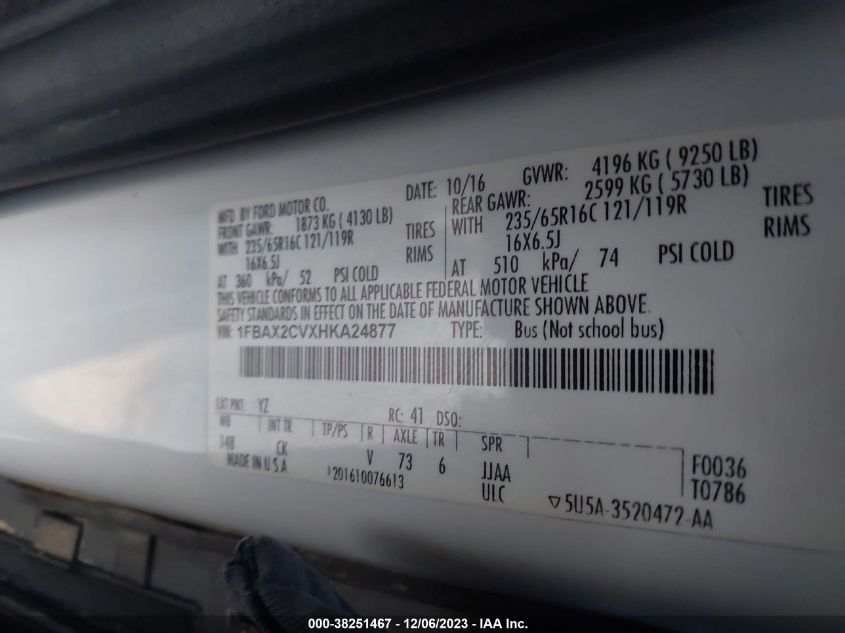 MFD BY FORD MOTOR CO.
DATE: 10/16 GVWR: 4196 KG ( 9250 LB)
FRONT GAWR: 1873 KG ( 4130 LB)
REAR GAWR: 2599 KG ( 5730 LB)
WITH 235/65R16C 121/119R TIRES
WITH 235/65R16C 121/119R TIRES
16X6.5J RIMS
16X6.5J RIMS
AT 360 kPa/ 52 PSI COLD
AT 510 kPa/ 74 PSI COLD
THIS VEHICLE CONFORMS TO ALL APPLICABLE FEDERAL MOTOR VEHICLE
SAFETY STANDARDS IN EFFECT ON THE DATE OF MANUFACTURE SHOWN ABOVE.
VIN: 1FBAX2CVXHKA24877 TYPE: Bus (Not school bus)
EXT PNT: YZ RC: 41 DSO:
WB INT TR TP/PS R AXLE TR SPR
148 CK V 73 6 JJAA
F0036
MADE IN U.S.A 1201610076613 ULC
T0786
5U5A-3520472-AA
000-38251467 - 12/06/2023 - IAA Inc.